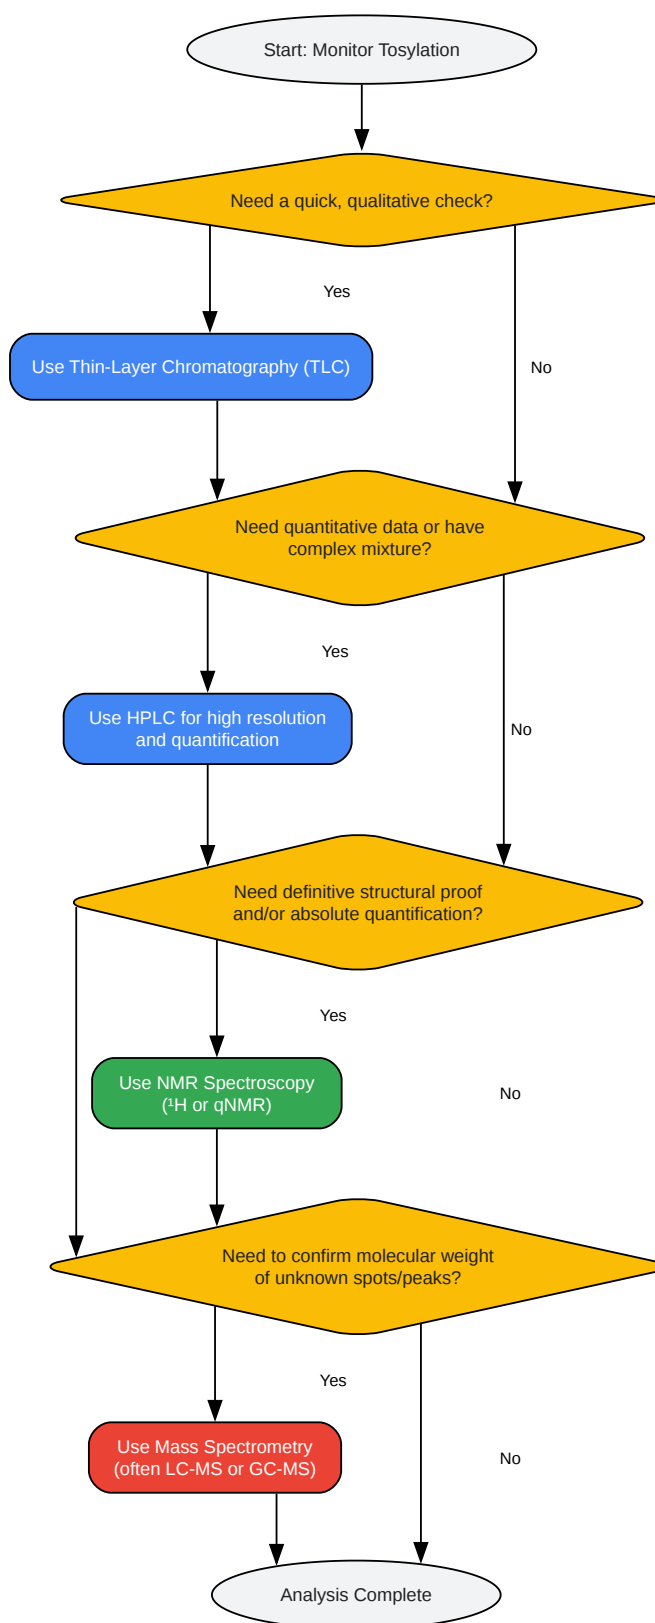 Start: Monitor Tosylation
Need a quick, qualitative check?
Yes
Use Thin-Layer Chromatography (TLC)
No
Need quantitative data or have
complex mixture?
Yes
Use HPLC for high resolution
and quantification
No
Need definitive structural proof
and/or absolute quantification?
Yes
Use NMR Spectroscopy
(¹H or qNMR)
No
Need to confirm molecular weight
of unknown spots/peaks?
Yes
Use Mass Spectrometry
(often LC-MS or GC-MS)
No
Analysis Complete